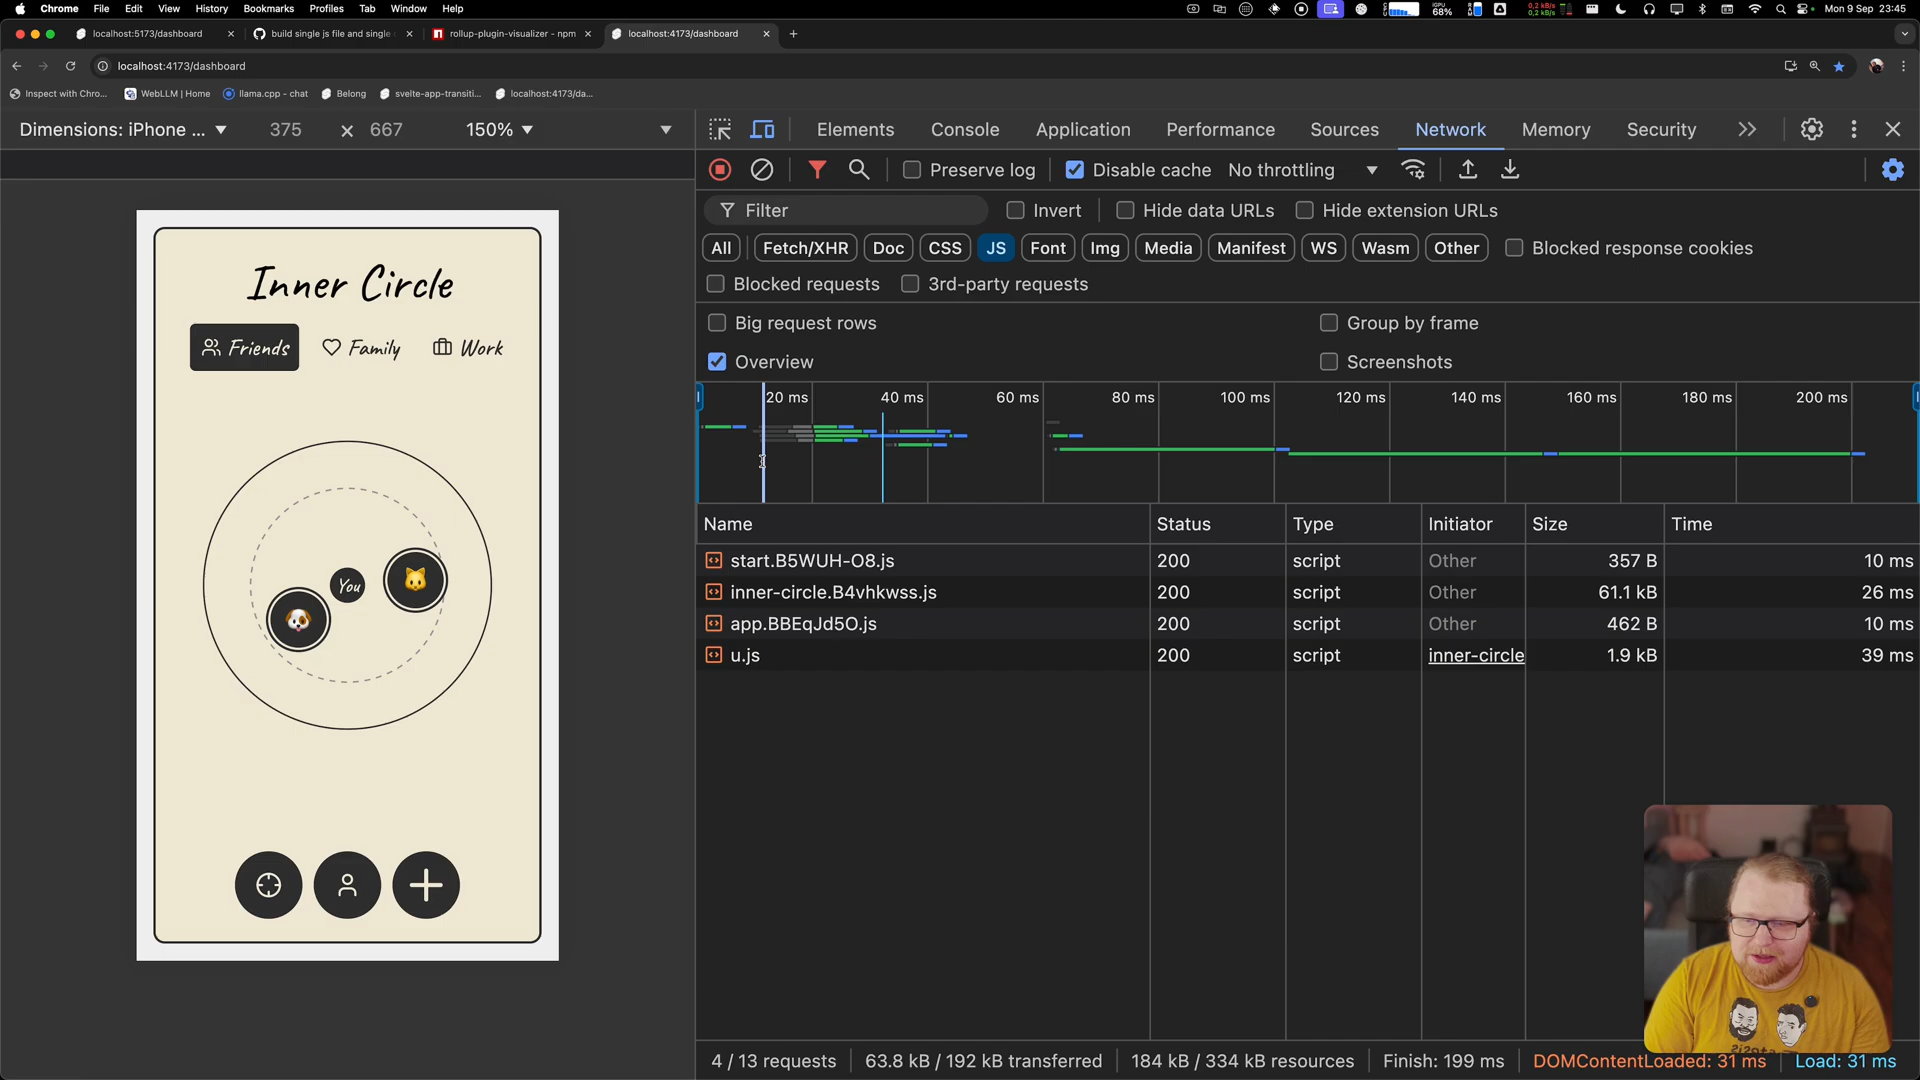 Chrome File Edit View History Bookmarks Profiles Tab Window Help
68% 0,2 kB/s 0,2 kB/s Mon 9 Sep 23:45
localhost:5173/dashboard build single js file and single rollup-plugin-visualizer - npm localhost:4173/dashboard
localhost:4173/dashboard
Inspect with Chro... WebLLM | Home llama.cpp - chat Belong svelte-app-transiti... localhost:4173/da...
Dimensions: iPhone ... 375 × 667 150%
Elements Console Application Performance Sources Network Memory Security
Preserve log Disable cache No throttling
Filter Invert Hide data URLs Hide extension URLs
All Fetch/XHR Doc CSS JS Font Img Media Manifest WS Wasm Other Blocked response cookies
Blocked requests 3rd-party requests
Big request rows Group by frame
Overview Screenshots
20 ms 40 ms 60 ms 80 ms 100 ms 120 ms 140 ms 160 ms 180 ms 200 ms
Name Status Type Initiator Size Time
start.B5WUH-O8.js 200 script Other 357 B 10 ms
inner-circle.B4vhkwss.js 200 script Other 61.1 kB 26 ms
app.BBEqJd5O.js 200 script Other 462 B 10 ms
u.js 200 script inner-circle 1.9 kB 39 ms
4 / 13 requests 63.8 kB / 192 kB transferred 184 kB / 334 kB resources Finish: 199 ms DOMContentLoaded: 31 ms Load: 31 ms
Inner Circle
Friends Family Work
You